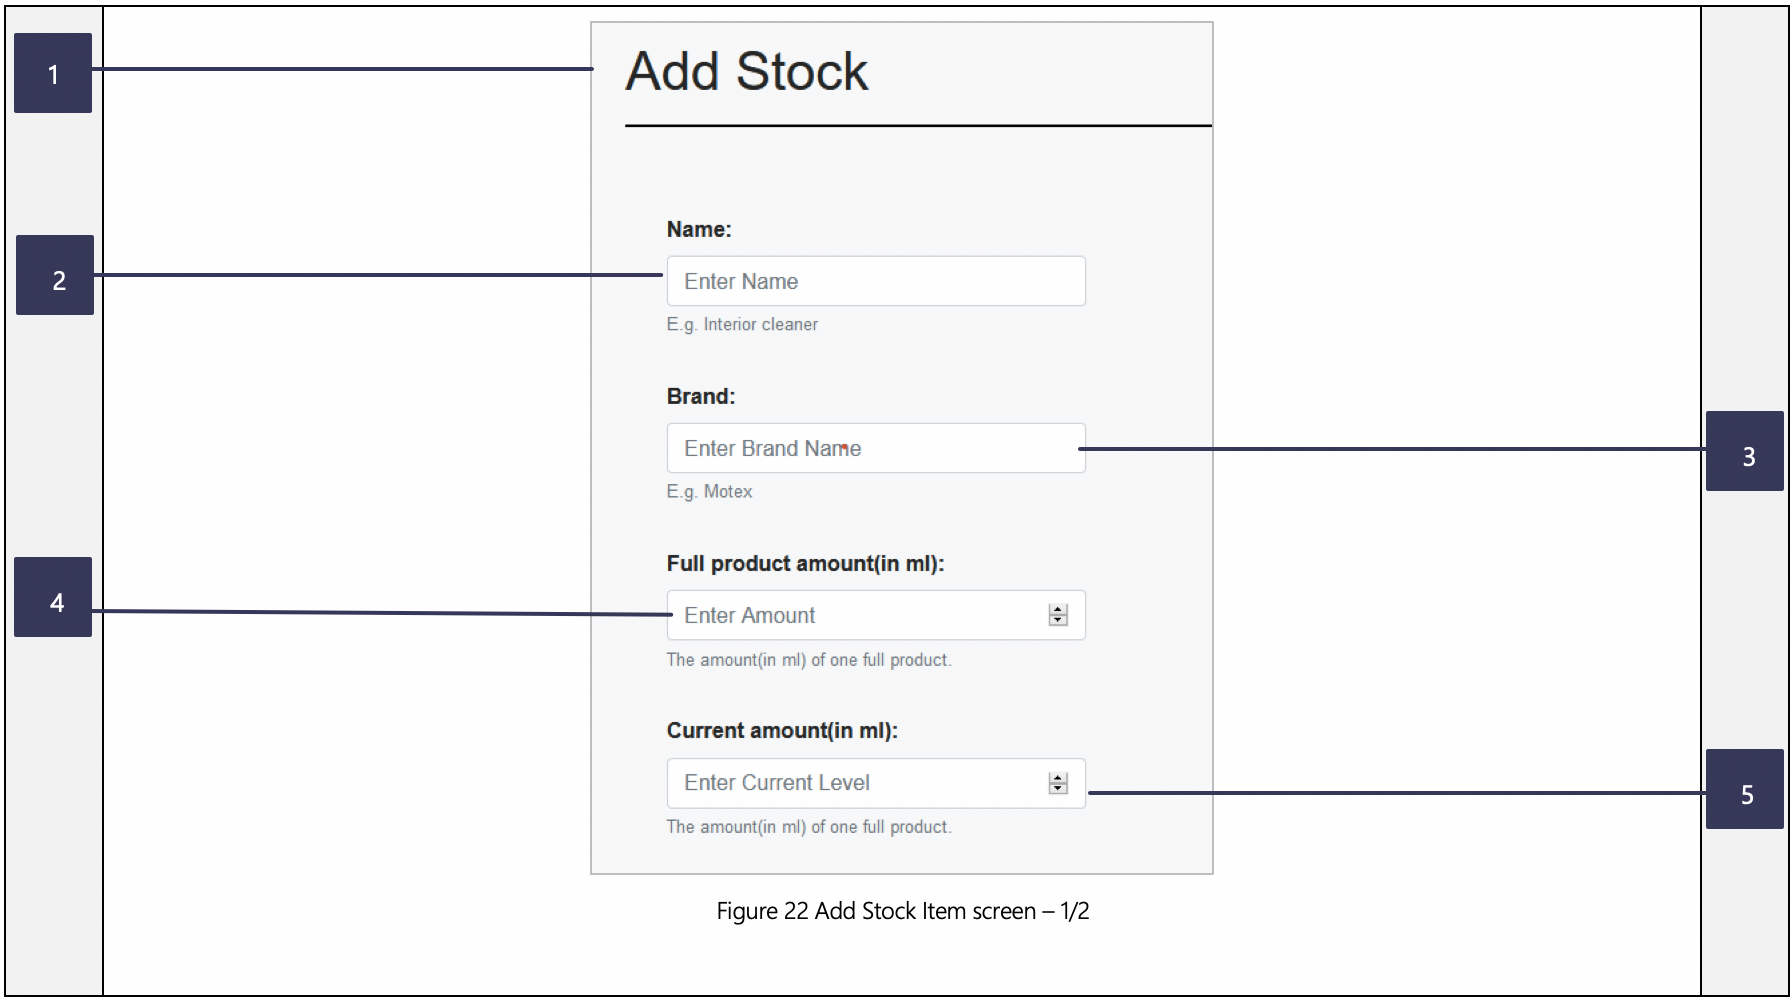 1
Add Stock
Name:
2
Enter Name
E.g. Interior cleaner
Brand:
Enter Brand Name
3
E.g. Motex
Full product amount(in ml):
4
Enter Amount
The amount(in ml) of one full product.
Current amount(in ml):
Enter Current Level
5
The amount(in ml) of one full product.
Figure 22 Add Stock Item screen – 1/2